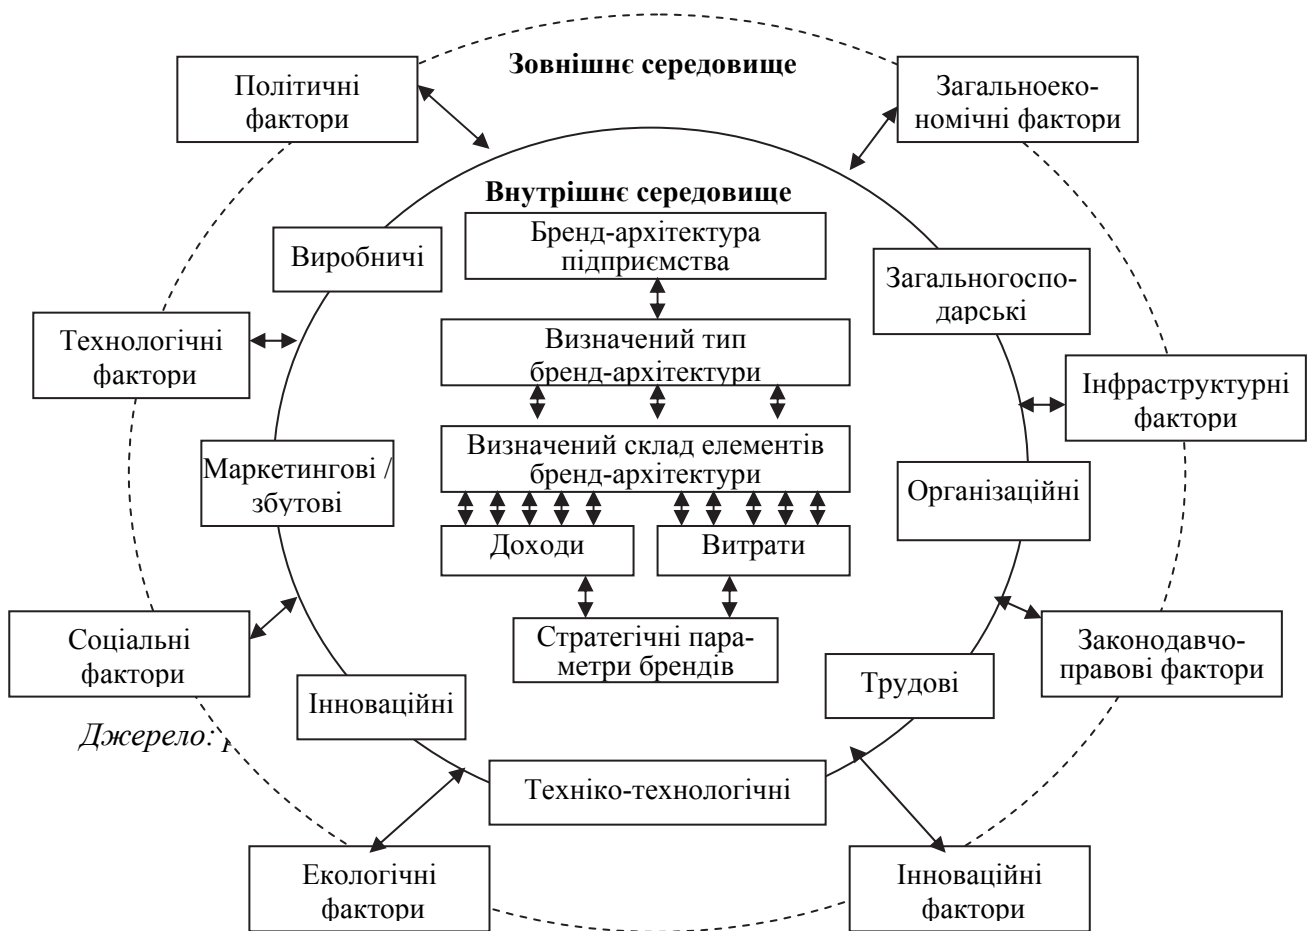 Зовнішнє середовище
Політичні
фактори
Загальноеко-
номічні фактори
Внутрішнє середовище
Бренд-архітектура
підприємства
Виробничі
Загальногоспо-
дарські
Технологічні
фактори
Визначений тип
бренд-архітектури
Інфраструктурні
фактори
Маркетингові /
збутові
Визначений склад елементів
бренд-архітектури
Організаційні
Доходи
Витрати
Соціальні
фактори
Стратегічні пара-
метри брендів
Законодавчо-
правові фактори
Інноваційні
Трудові
Джерело:
Техніко-технологічні
Екологічні
фактори
Інноваційні
фактори